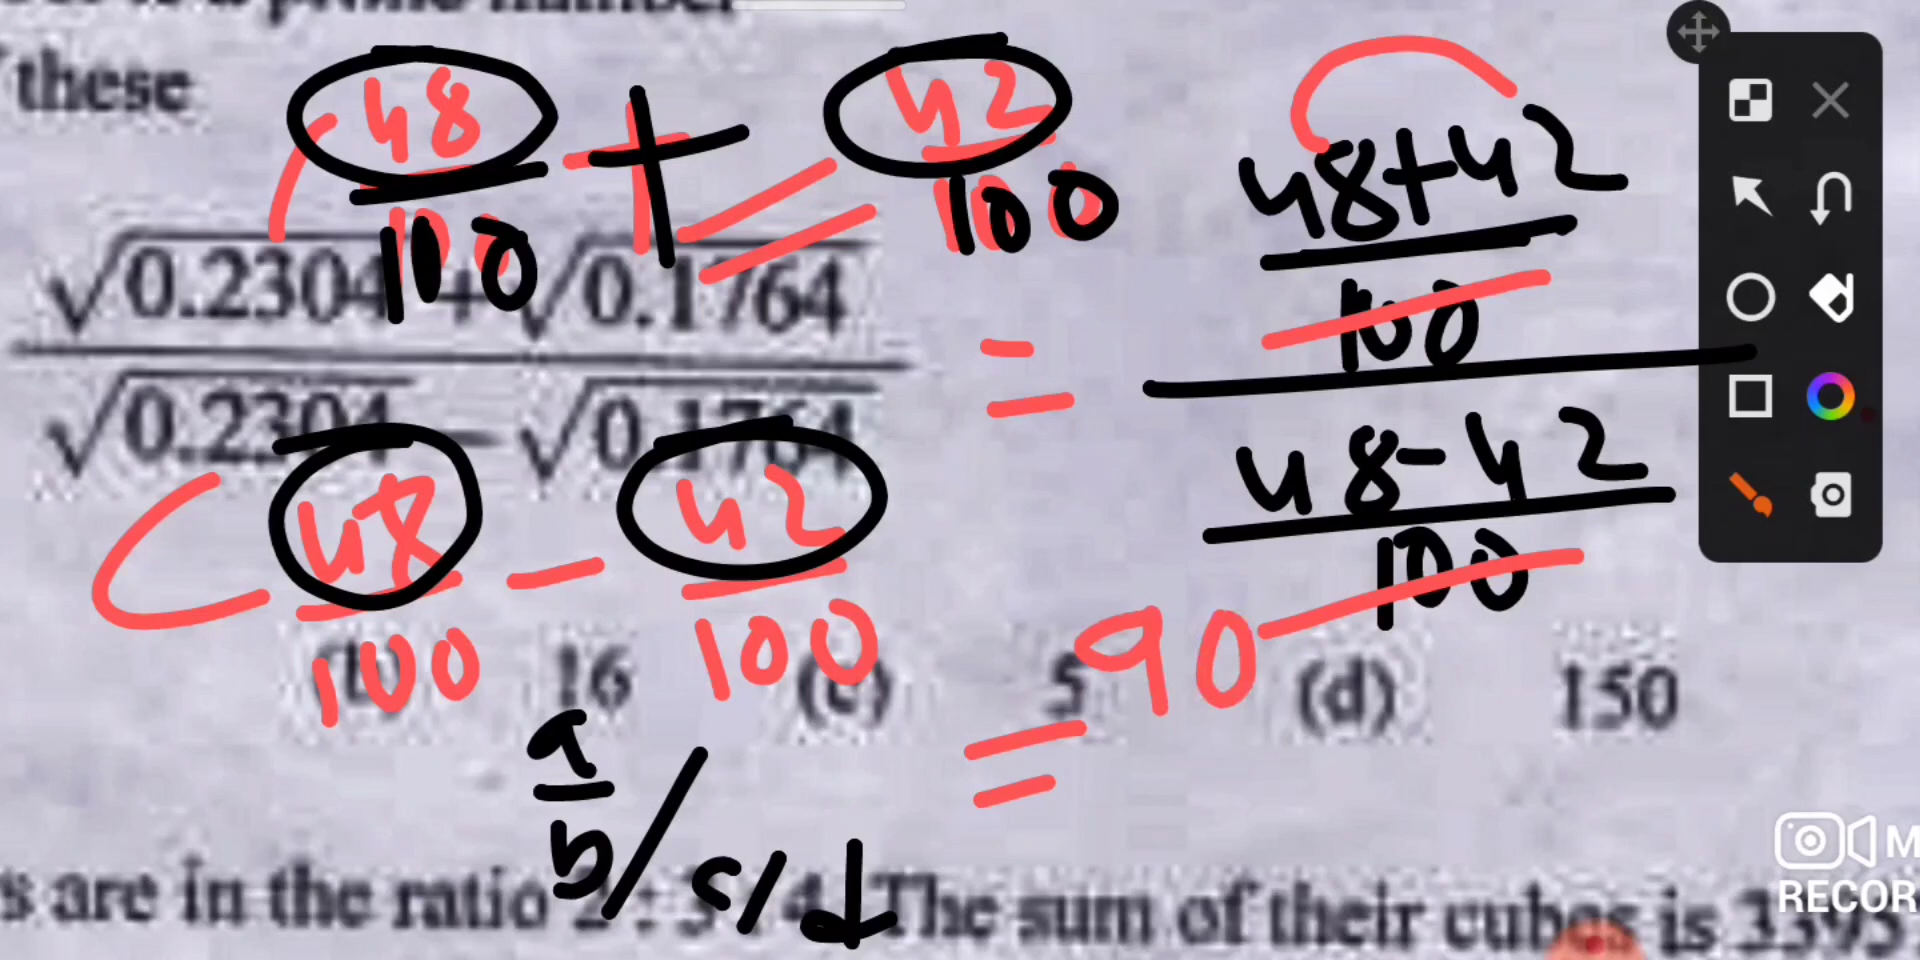 these
48/100 + 42/100
√0.2304 + √0.1764
√0.2304 − √0.1764
=
48+42
100
48-42
100
48/100 − 42/100
16 (c) 5 (d) 150
= 90
a/b / c/
s are in the ratio 2 : 3 : 4. The sum of their cubes is
RECOR